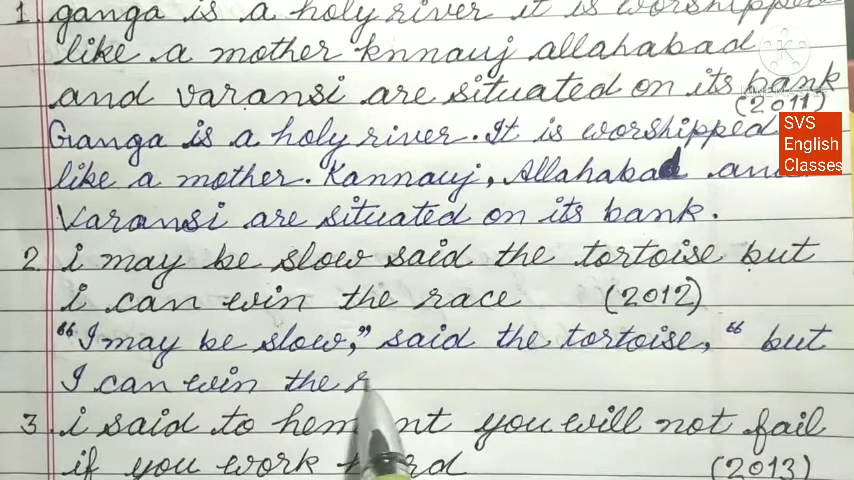 1. ganga is a holy river it is worshipped
like a mother knnauj allahabad
and varansi are situated on its bank
(2011)
SVS
English
Classes
Ganga is a holy river. It is worshipped
like a mother. Kannauj, Allahabad and
Varansi are situated on its bank.
2. i may be slow said the tortoise but
i can win the race (2012)
“I may be slow,” said the tortoise, “ but
I can win the
3. i said to hemant you will not fail
if you work hard (2013)